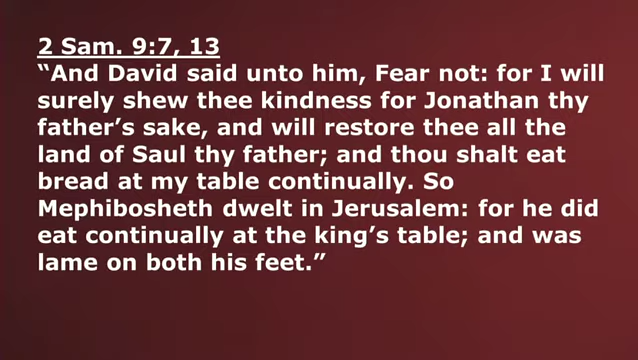 2 Sam. 9:7, 13
“And David said unto him, Fear not: for I will
surely shew thee kindness for Jonathan thy
father’s sake, and will restore thee all the
land of Saul thy father; and thou shalt eat
bread at my table continually. So
Mephibosheth dwelt in Jerusalem: for he did
eat continually at the king’s table; and was
lame on both his feet.”